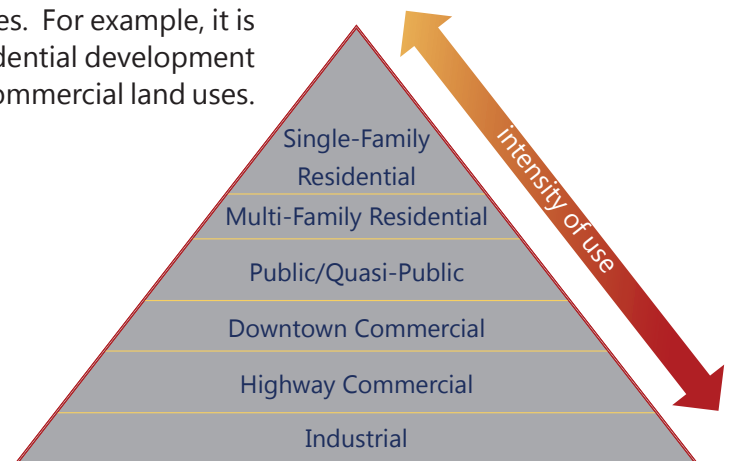 es. For example, it is
dential development
ommercial land uses.
Single-Family
Residential
Multi-Family Residential
Public/Quasi-Public
Downtown Commercial
Highway Commercial
Industrial
intensity of use